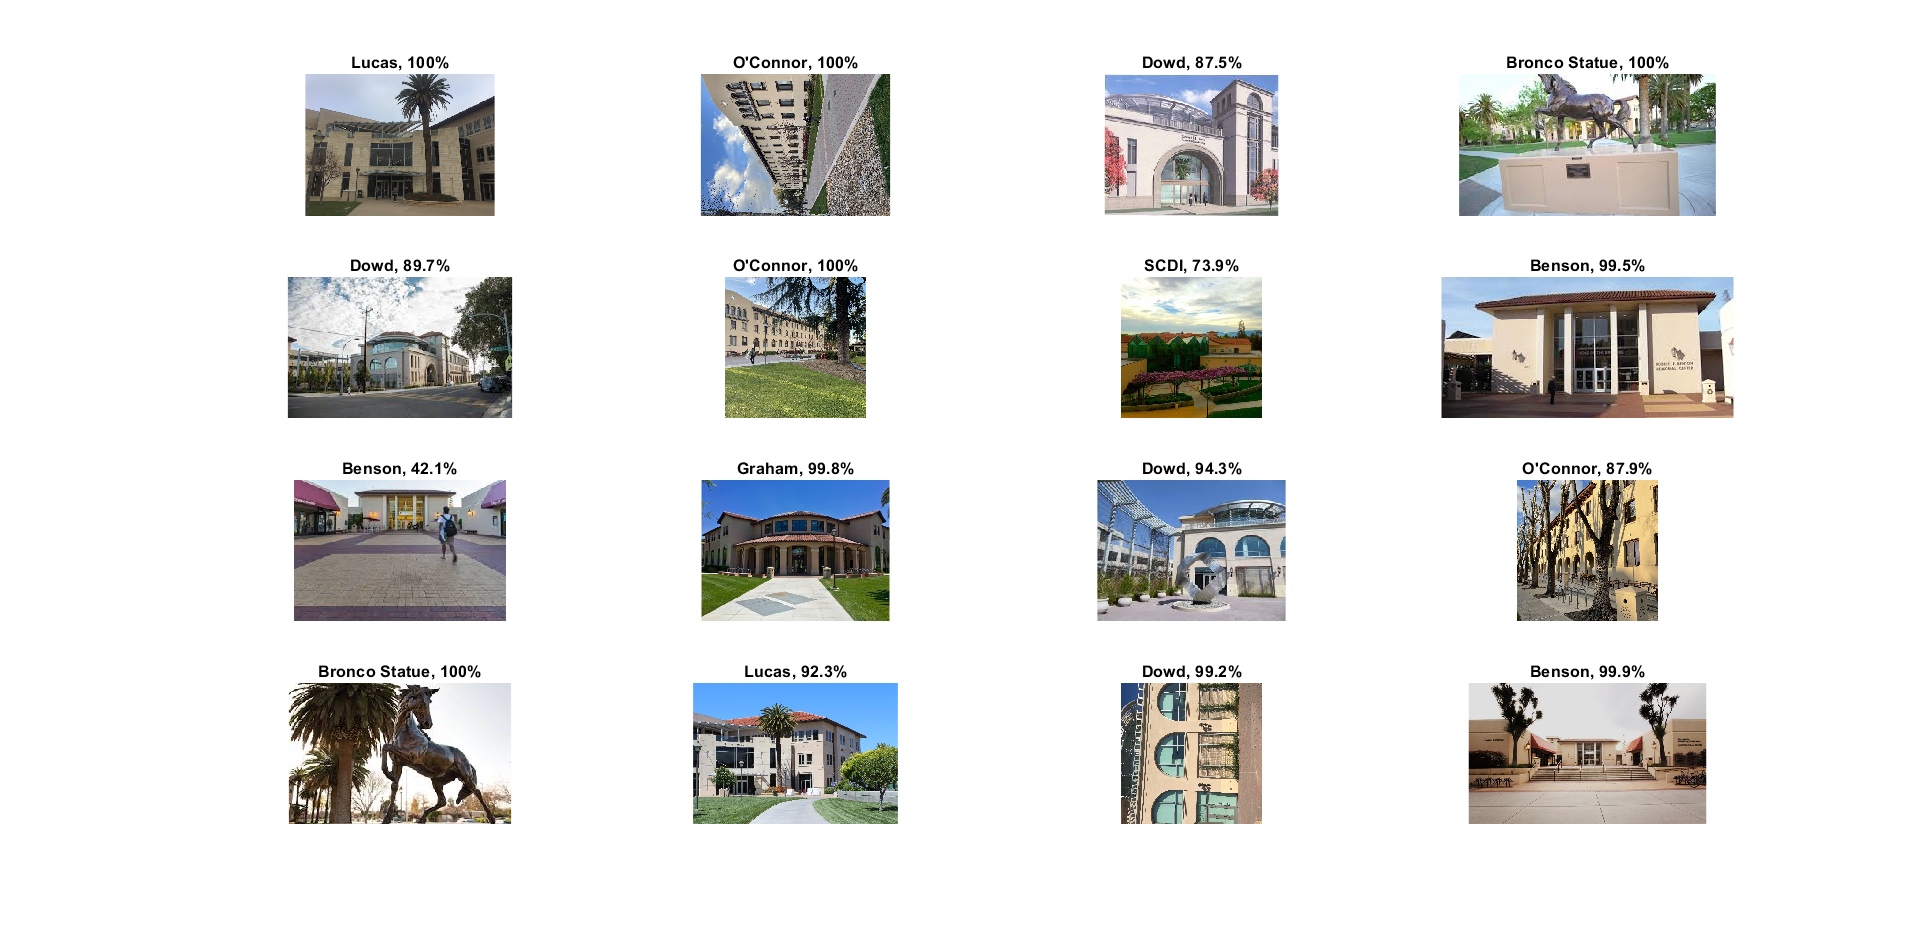 Lucas, 100%
O'Connor, 100%
Dowd, 87.5%
Bronco Statue, 100%
Dowd, 89.7%
O'Connor, 100%
SCDI, 73.9%
Benson, 99.5%
Benson, 42.1%
Graham, 99.8%
Dowd, 94.3%
O'Connor, 87.9%
Bronco Statue, 100%
Lucas, 92.3%
Dowd, 99.2%
Benson, 99.9%